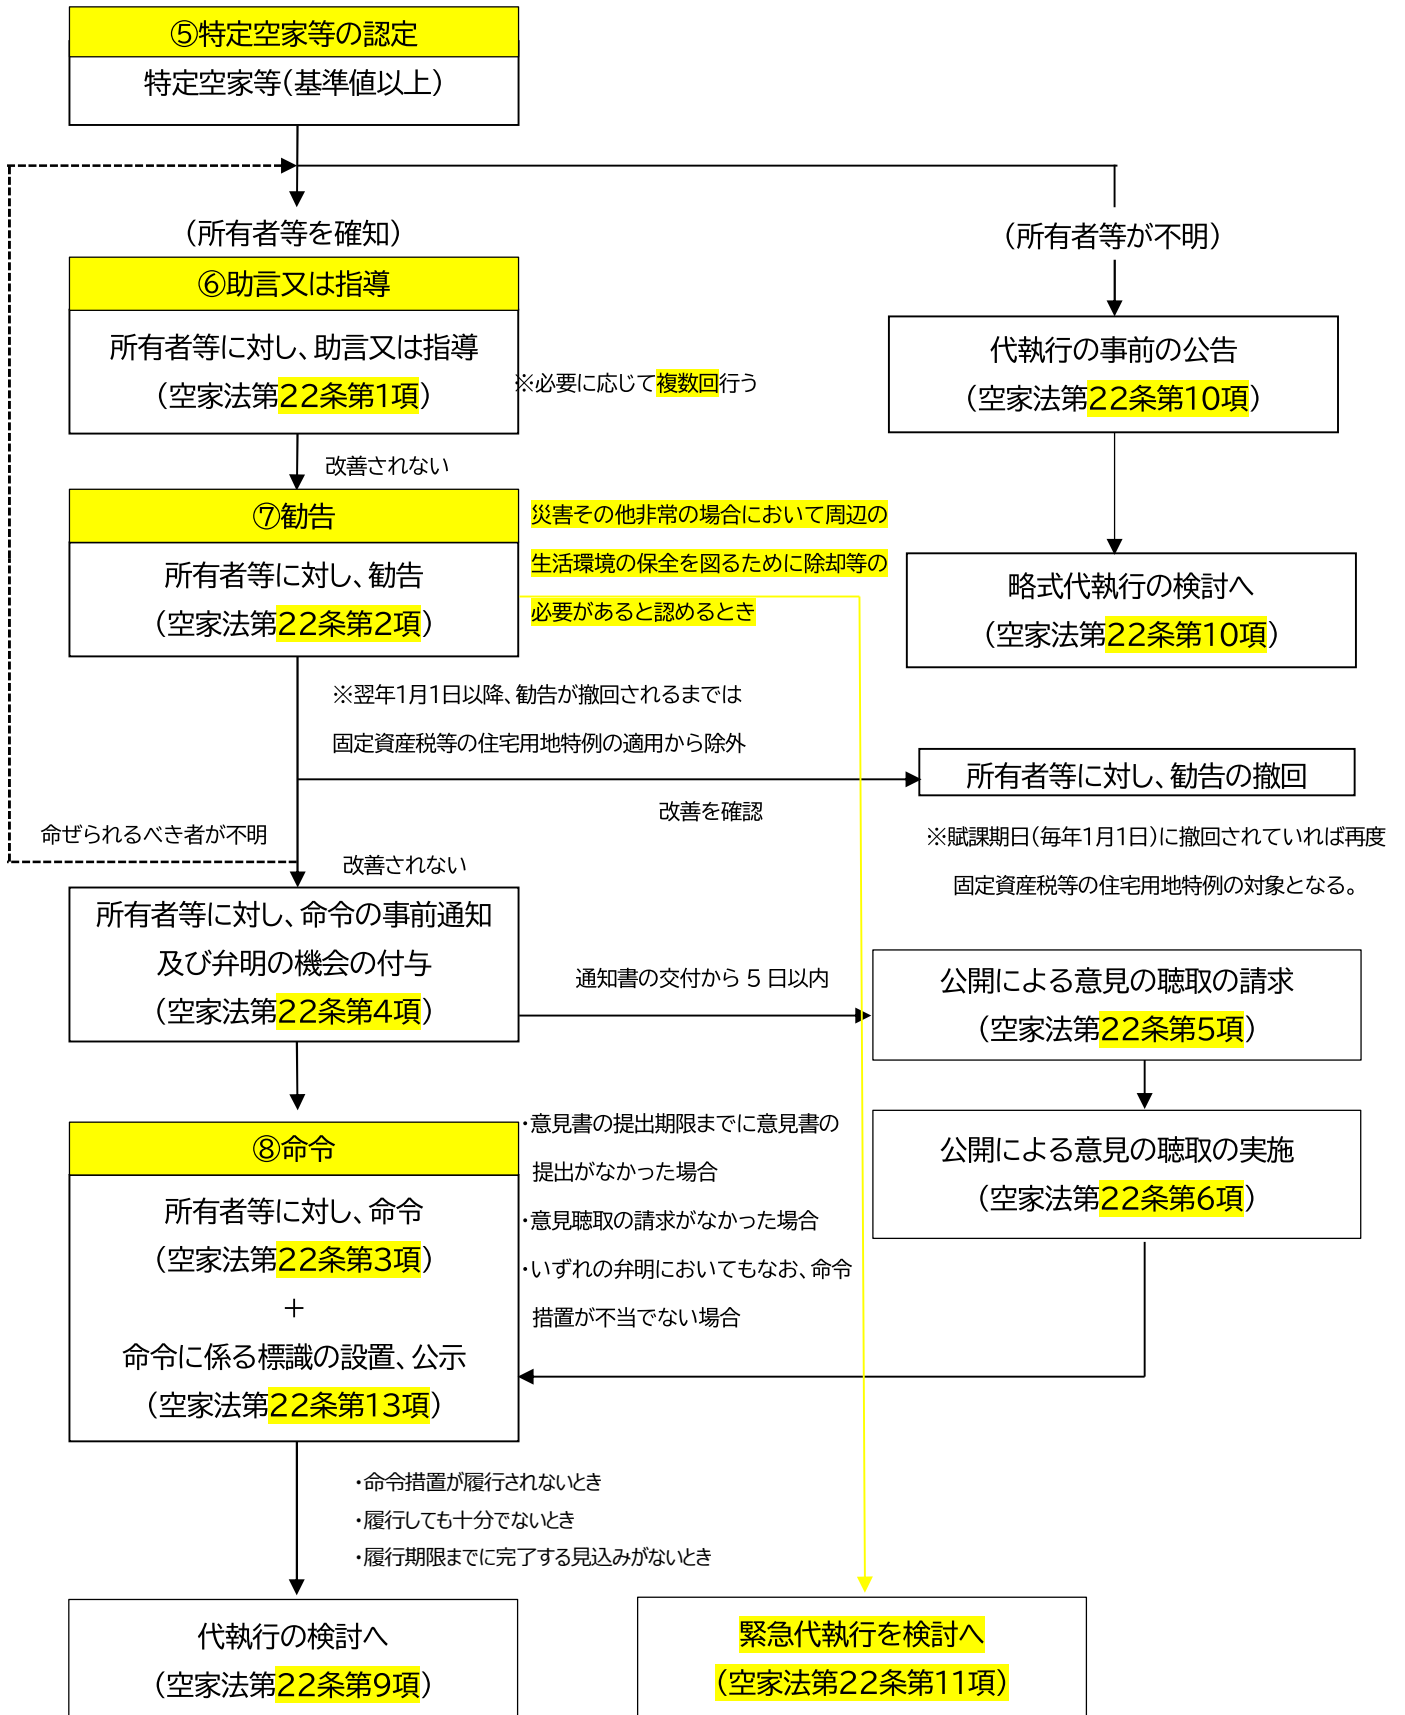 ⑤特定空家等の認定
特定空家等（基準値以上）
（所有者等を確知）
（所有者等が不明）
⑥助言又は指導
所有者等に対し、助言又は指導
（空家法第22条第1項）
※必要に応じて複数回行う
代執行の事前の公告
（空家法第22条第10項）
改善されない
⑦勧告
所有者等に対し、勧告
（空家法第22条第2項）
災害その他非常の場合において周辺の
生活環境の保全を図るために除却等の
必要があると認めるとき
略式代執行の検討へ
（空家法第22条第10項）
※翌年1月1日以降、勧告が撤回されるまでは
固定資産税等の住宅用地特例の適用から除外
所有者等に対し、勧告の撤回
改善を確認
※賦課期日（毎年1月1日）に撤回されていれば再度
固定資産税等の住宅用地特例の対象となる。
命ぜられるべき者が不明
改善されない
所有者等に対し、命令の事前通知
及び弁明の機会の付与
（空家法第22条第4項）
通知書の交付から 5 日以内
公開による意見の聴取の請求
（空家法第22条第5項）
公開による意見の聴取の実施
（空家法第22条第6項）
⑧命令
所有者等に対し、命令
（空家法第22条第3項）
＋
命令に係る標識の設置、公示
（空家法第22条第13項）
・意見書の提出期限までに意見書の
提出がなかった場合
・意見聴取の請求がなかった場合
・いずれの弁明においてもなお、命令
措置が不当でない場合
・命令措置が履行されないとき
・履行しても十分でないとき
・履行期限までに完了する見込みがないとき
代執行の検討へ
（空家法第22条第9項）
緊急代執行を検討へ
（空家法第22条第11項）